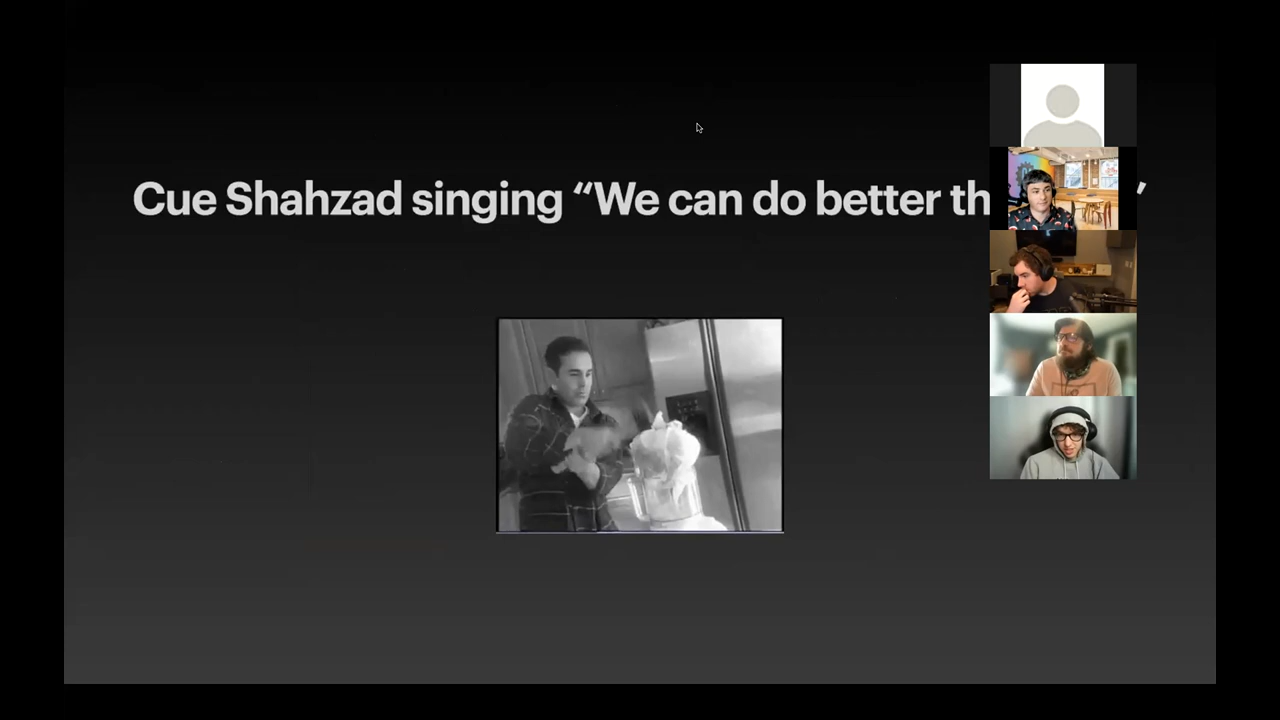 Cue Shahzad singing “We can do better th ”